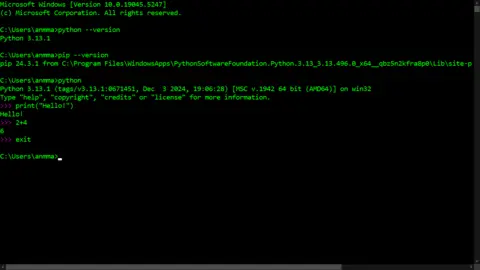 Microsoft Windows [Version 10.0.19045.5247]
(c) Microsoft Corporation. All rights reserved.
C:\Users\anmma>python --version
Python 3.13.1
C:\Users\anmma>pip --version
pip 24.3.1 from C:\Program Files\WindowsApps\PythonSoftwareFoundation.Python.3.13_3.13.496.0_x64__qbz5n2kfra8p0\Lib\site-p
C:\Users\anmma>python
Python 3.13.1 (tags/v3.13.1:0671451, Dec  3 2024, 19:06:28) [MSC v.1942 64 bit (AMD64)] on win32
Type "help", "copyright", "credits" or "license" for more information.
>>> print("Hello!")
Hello!
>>> 2+4
6
>>> exit
C:\Users\anmma>